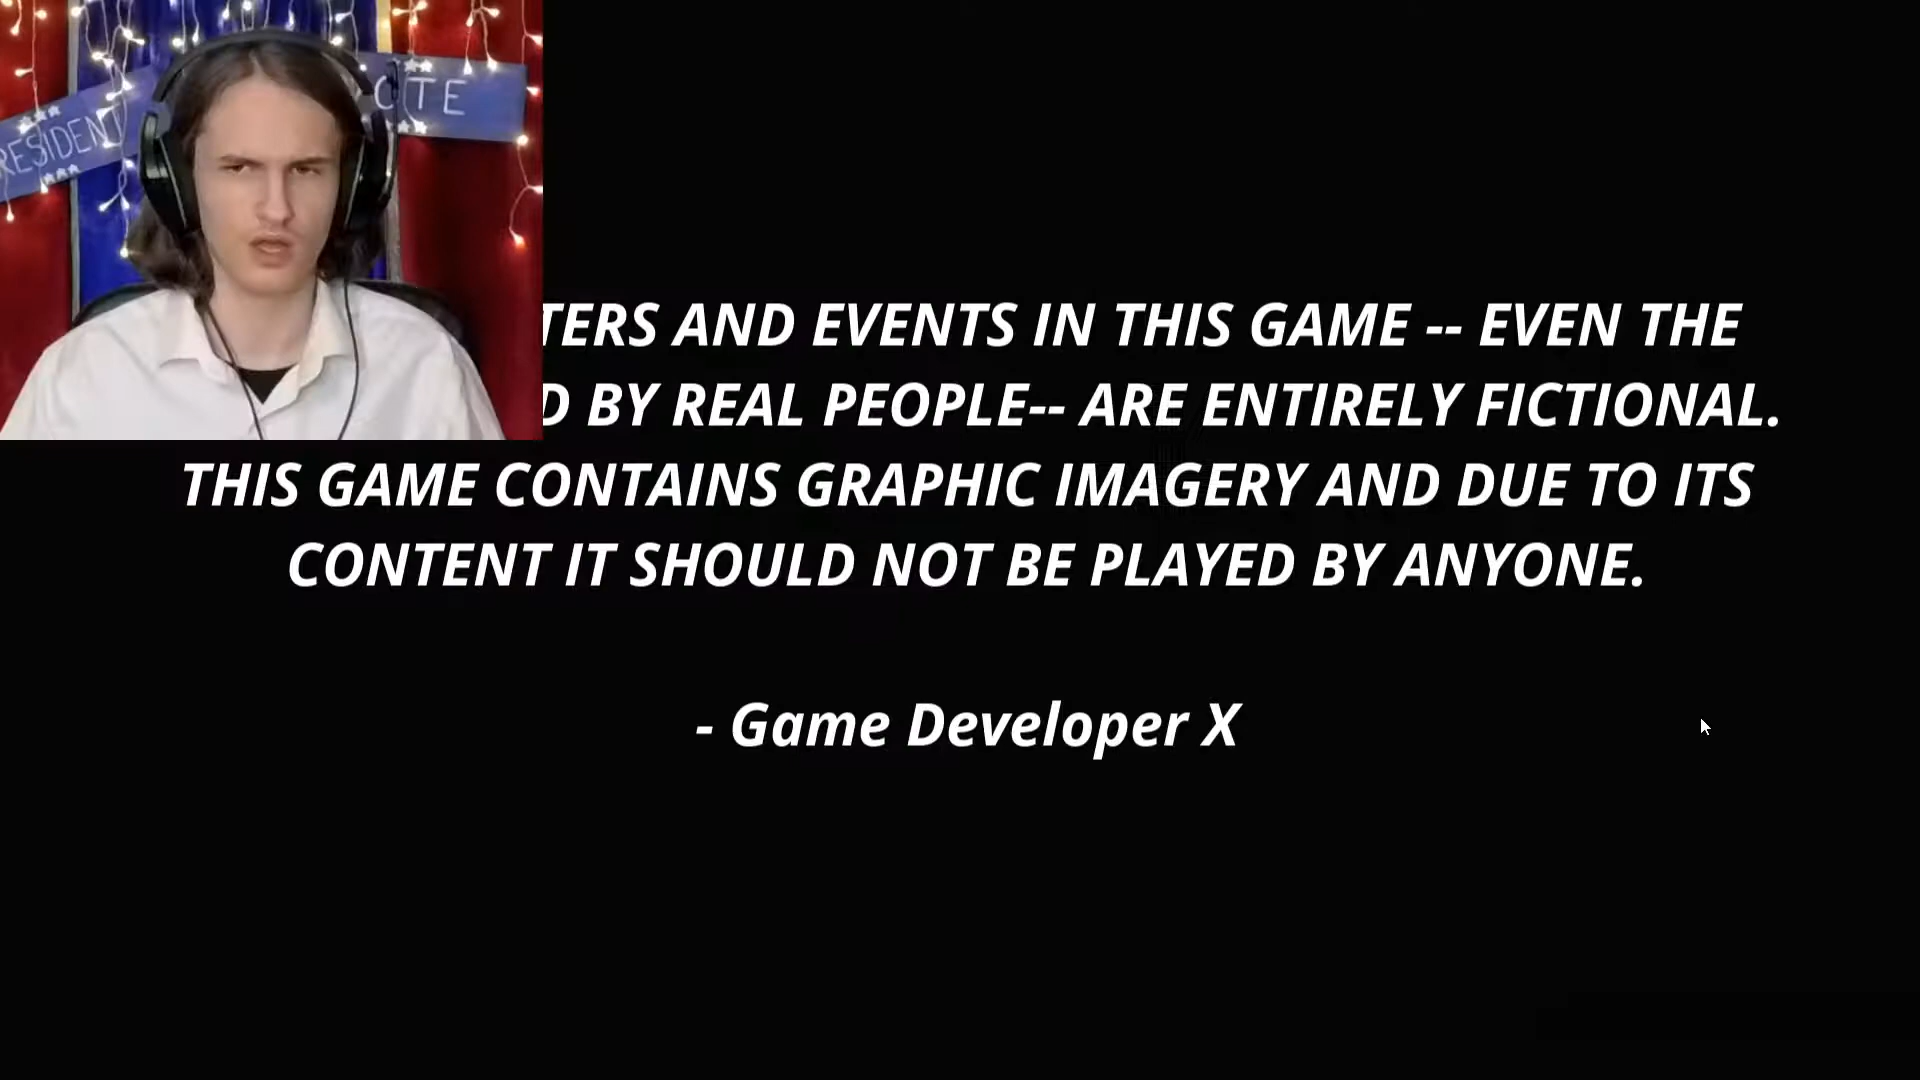 RESIDENT
TERS AND EVENTS IN THIS GAME -- EVEN THE
D BY REAL PEOPLE-- ARE ENTIRELY FICTIONAL.
THIS GAME CONTAINS GRAPHIC IMAGERY AND DUE TO ITS
CONTENT IT SHOULD NOT BE PLAYED BY ANYONE.
- Game Developer X